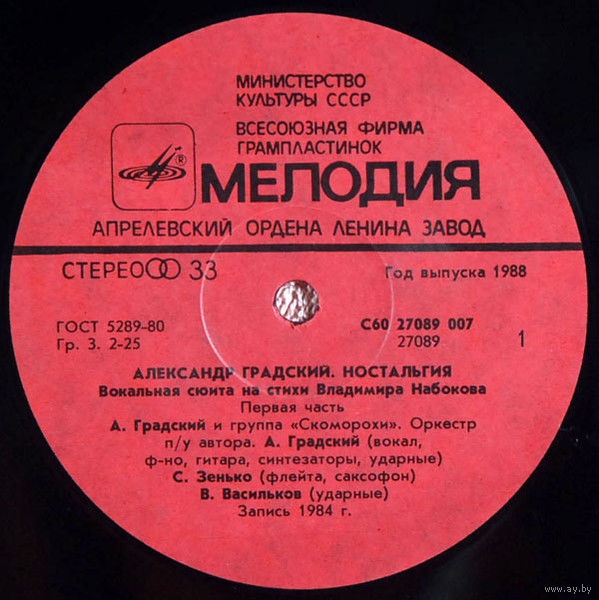 МИНИСТЕРСТВО
КУЛЬТУРЫ СССР
ВСЕСОЮЗНАЯ ФИРМА
ГРАМПЛАСТИНОК
® МЕЛОДИЯ
АПРЕЛЕВСКИЙ ОРДЕНА ЛЕНИНА ЗАВОД
СТЕРЕО 33
Год выпуска 1988
ГОСТ 5289-80
Гр. 3. 2-25
С60 27089 007
27089
1
АЛЕКСАНДР ГРАДСКИЙ. НОСТАЛЬГИЯ
Вокальная сюита на стихи Владимира Набокова
Первая часть
А. Градский и группа «Скоморохи». Оркестр
п/у автора. А. Градский (вокал,
ф-но, гитара, синтезаторы, ударные)
С. Зенько (флейта, саксофон)
В. Васильков (ударные)
Запись 1984 г.
www.ay.by